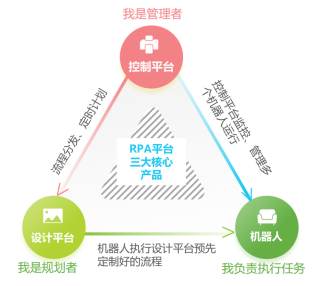 我是管理者
控制平台
流程分发、定时计划
控制平台监控、管理多
个机器人运行
RPA平台
三大核心
产品
设计平台
我是规划者
机器人执行设计平台预先
定制好的流程
机器人
我负责执行任务